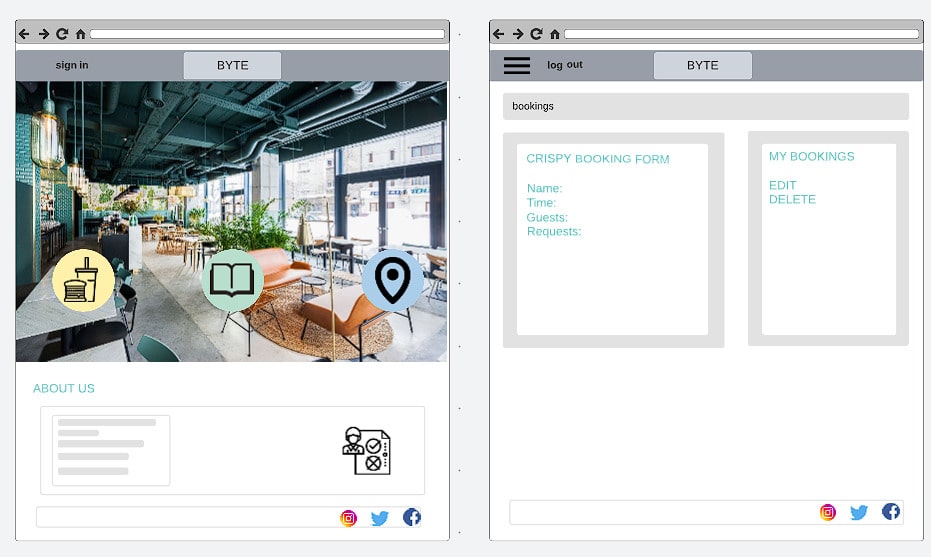 sign in
BYTE
ABOUT US
log out
BYTE
bookings
CRISPY BOOKING FORM
Name:
Time:
Guests:
Requests:
MY BOOKINGS
EDIT
DELETE